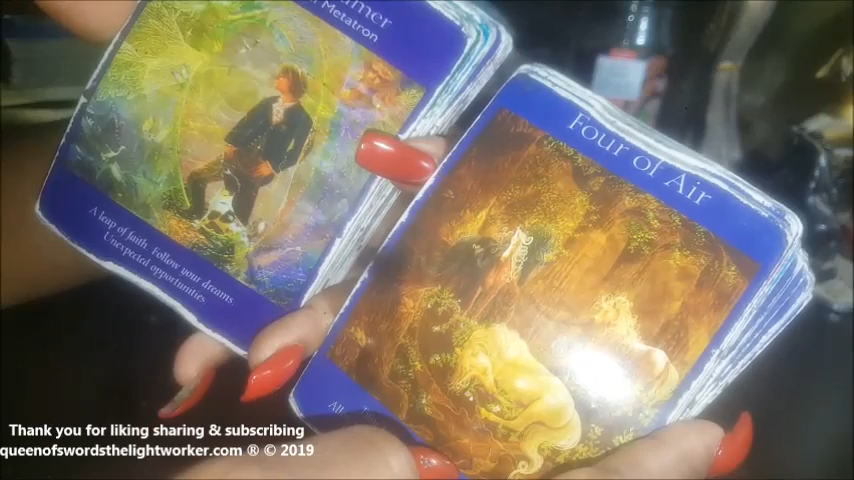 Metatron
A leap of faith. Follow your dreams.
Unexpected opportunities.
Four of Air
Thank you for liking sharing & subscribing
queenofswordsthelightworker.com ® © 2019